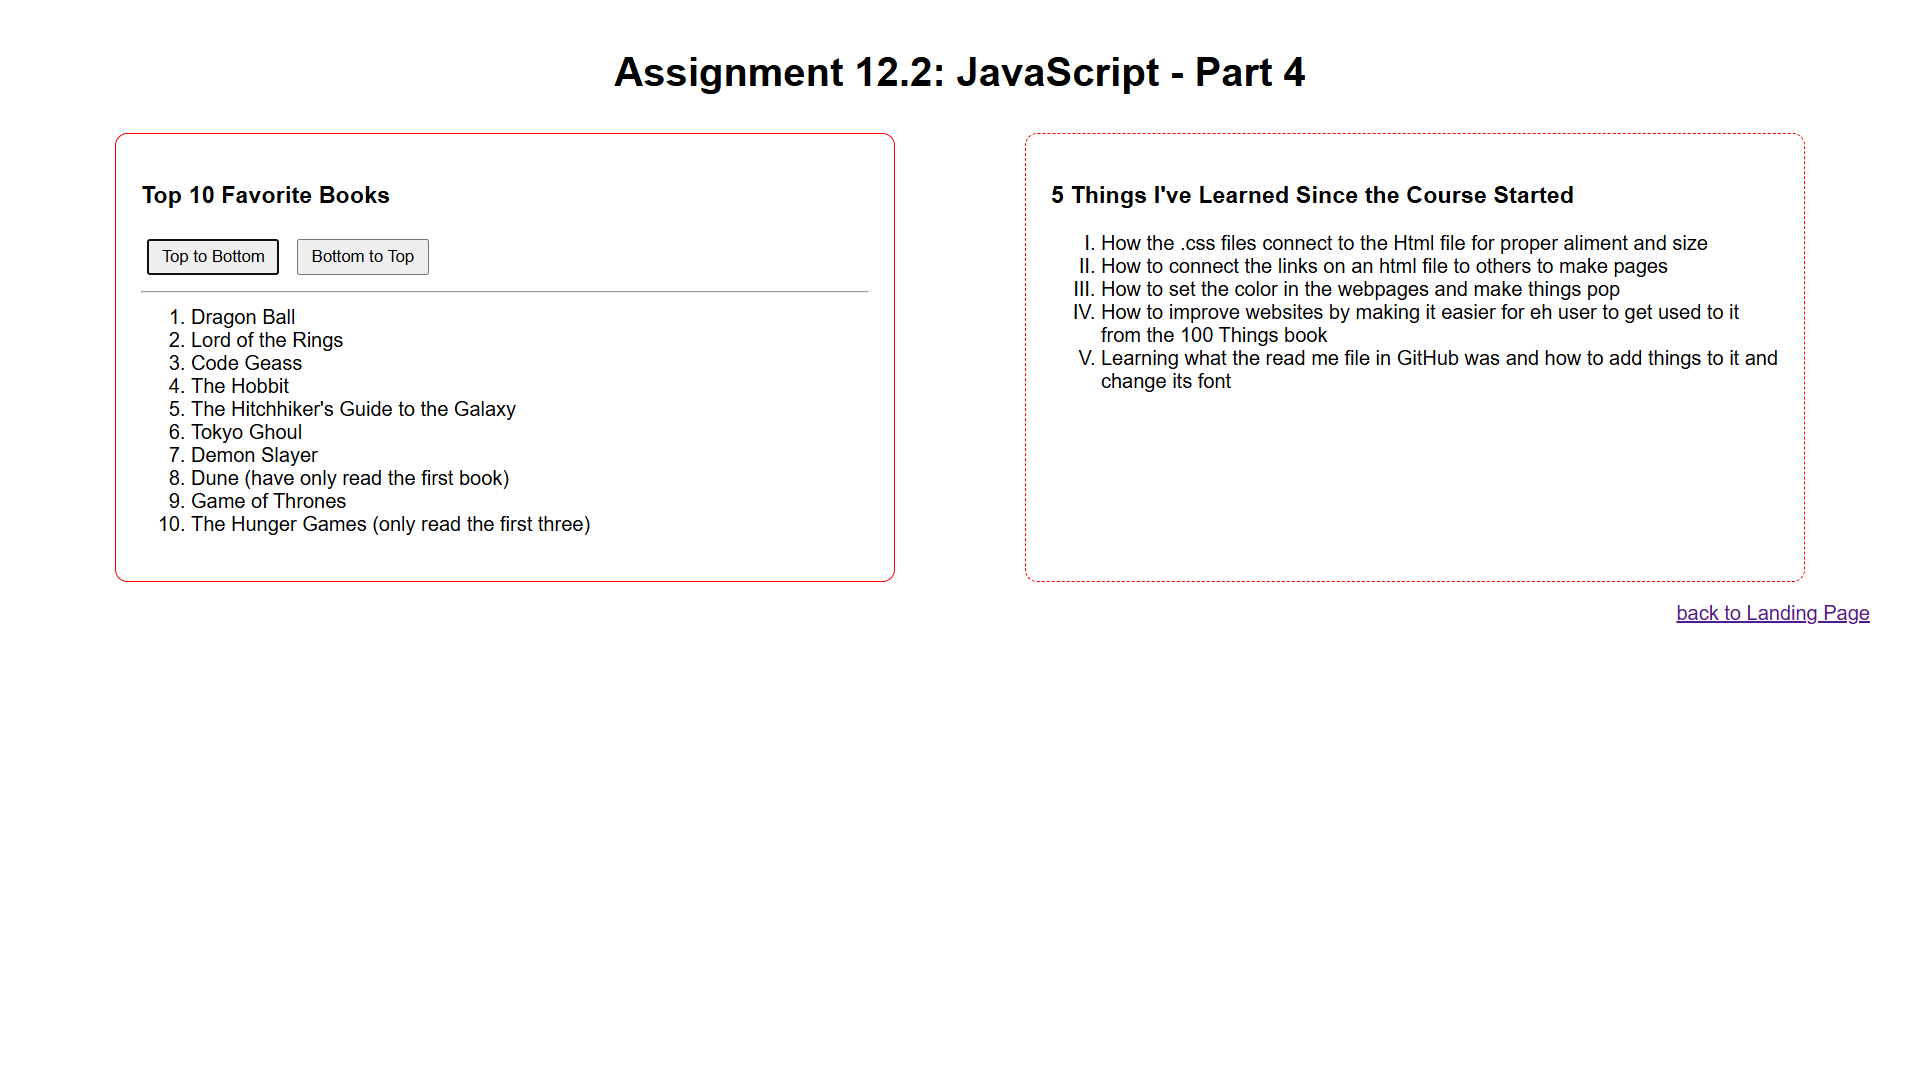 Assignment 12.2: JavaScript - Part 4
Top 10 Favorite Books
Top to Bottom
Bottom to Top
1. Dragon Ball
2. Lord of the Rings
3. Code Geass
4. The Hobbit
5. The Hitchhiker's Guide to the Galaxy
6. Tokyo Ghoul
7. Demon Slayer
8. Dune (have only read the first book)
9. Game of Thrones
10. The Hunger Games (only read the first three)
5 Things I've Learned Since the Course Started
I. How the .css files connect to the Html file for proper aliment and size
II. How to connect the links on an html file to others to make pages
III. How to set the color in the webpages and make things pop
IV. How to improve websites by making it easier for eh user to get used to it
from the 100 Things book
V. Learning what the read me file in GitHub was and how to add things to it and
change its font
back to Landing Page